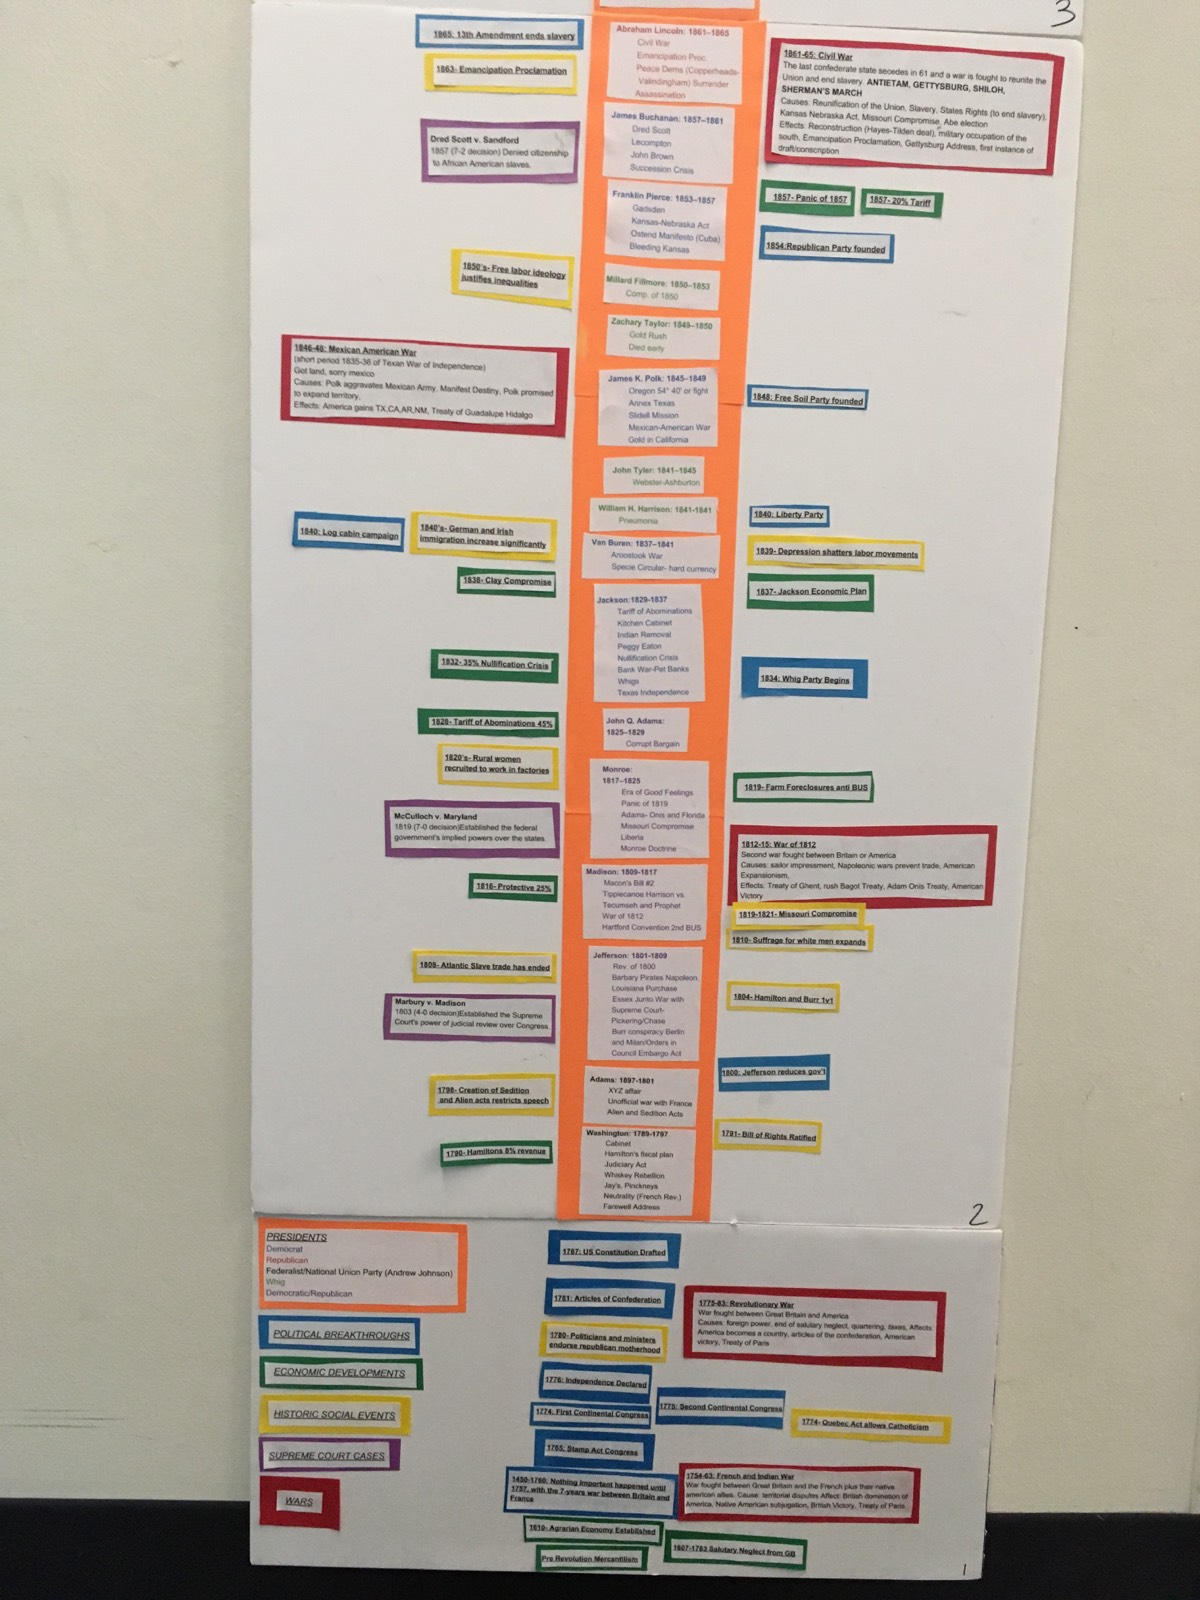 3
1865: 13th Amendment ends slavery
1863- Emancipation Proclamation
Abraham Lincoln: 1861–1865
Civil War
Emancipation Proc.
Peace Dems (Copperheads-
Valindingham) Surrender
Assassination
1861-65: Civil War
The last confederate state secedes in 61 and a war is fought to reunite the
Union and end slavery. ANTIETAM, GETTYSBURG, SHILOH,
SHERMAN'S MARCH
Causes: Reunification of the Union, Slavery, States Rights (to end slavery),
Kansas Nebraska Act, Missouri Compromise, Abe election
Effects: Reconstruction (Hayes-Tilden deal), military occupation of the
south, Emancipation Proclamation, Gettysburg Address, first instance of
draft/conscription
Dred Scott v. Sandford
1857 (7-2 decision) Denied citizenship
to African American slaves.
James Buchanan: 1857–1861
Dred Scott
Lecompton
John Brown
Succession Crisis
Franklin Pierce: 1853–1857
Gadsden
Kansas-Nebraska Act
Ostend Manifesto (Cuba)
Bleeding Kansas
1857- Panic of 1857
1857- 20% Tariff
1854:Republican Party founded
1850's- Free labor ideology
justifies inequalities
Millard Fillmore: 1850–1853
Comp. of 1850
Zachary Taylor: 1849–1850
Gold Rush
Died early
1846-48: Mexican American War
(short period 1835-36 of Texan War of Independence)
Got land, sorry mexico
Causes: Polk aggravates Mexican Army, Manifest Destiny, Polk promised
to expand territory,
Effects: America gains TX,CA,AR,NM, Treaty of Guadalupe Hidalgo
James K. Polk: 1845–1849
Oregon 54° 40' or fight
Annex Texas
Slidell Mission
Mexican-American War
Gold in California
1848: Free Soil Party founded
John Tyler: 1841–1845
Webster-Ashburton
William H. Harrison: 1841-1841
Pneumonia
1840: Liberty Party
1840: Log cabin campaign
1840's- German and Irish
immigration increase significantly
Van Buren: 1837–1841
Aroostook War
Specie Circular- hard currency
1839- Depression shatters labor movements
1838- Clay Compromise
1837- Jackson Economic Plan
Jackson:1829-1837
Tariff of Abominations
Kitchen Cabinet
Indian Removal
Peggy Eaton
Nullification Crisis
Bank War-Pet Banks
Whigs
Texas Independence
1832- 35% Nullification Crisis
1834: Whig Party Begins
1828- Tariff of Abominations 45%
John Q. Adams:
1825–1829
Corrupt Bargain
1820's- Rural women
recruited to work in factories
Monroe:
1817–1825
Era of Good Feelings
Panic of 1819
Adams- Onis and Florida
Missouri Compromise
Liberia
Monroe Doctrine
1819- Farm Foreclosures anti BUS
McCulloch v. Maryland
1819 (7-0 decision)Established the federal
government's implied powers over the states.
1812-15: War of 1812
Second war fought between Britain or America
Causes: sailor impressment, Napoleonic wars prevent trade, American
Expansionism,
Effects: Treaty of Ghent, rush Bagot Treaty, Adam Onis Treaty, American
Victory
1816- Protective 25%
Madison: 1809-1817
Macon's Bill #2
Tippiecanoe Harrison vs.
Tecumseh and Prophet
War of 1812
Hartford Convention 2nd BUS
1819-1821- Missouri Compromise
1810- Suffrage for white men expands
1808- Atlantic Slave trade has ended
Jefferson: 1801-1809
Rev. of 1800
Barbary Pirates Napoleon
Louisiana Purchase
Essex Junto War with
Supreme Court-
Pickering/Chase
Burr conspiracy Berlin
and Milan/Orders in
Council Embargo Act
1804- Hamilton and Burr 1v1
Marbury v. Madison
1803 (4-0 decision)Established the Supreme
Court's power of judicial review over Congress.
1800: Jefferson reduces gov't
1798- Creation of Sedition
and Alien acts restricts speech
Adams: 1897-1801
XYZ affair
Unofficial war with France
Alien and Sedition Acts
1791- Bill of Rights Ratified
1790- Hamiltons 8% revenue
Washington: 1789-1797
Cabinet
Hamilton's fiscal plan
Judiciary Act
Whiskey Rebellion
Jay's, Pinckneys
Neutrality (French Rev.)
Farewell Address
2
PRESIDENTS
Democrat
Republican
Federalist/National Union Party (Andrew Johnson)
Whig
Democratic/Republican
POLITICAL BREAKTHROUGHS
ECONOMIC DEVELOPMENTS
HISTORIC SOCIAL EVENTS
SUPREME COURT CASES
WARS
1787: US Constitution Drafted
1781: Articles of Confederation
1775-83: Revolutionary War
War fought between Great Britain and America
Causes: foreign power, end of salutary neglect, quartering, taxes, Affects:
America becomes a country, articles of the confederation, American
victory, Treaty of Paris
1780- Politicians and ministers
endorse republican motherhood
1776: Independence Declared
1775: Second Continental Congress
1774: First Continental Congress
1774- Quebec Act allows Catholicism
1765: Stamp Act Congress
1450-1760: Nothing important happened until
1757, with the 7-years war between Britain and
France
1754-63: French and Indian War
War fought between Great Britain and the French plus their native
american allies. Cause: territorial disputes Affect: British domination of
America, Native American subjugation, British Victory, Treaty of Paris
1610- Agrarian Economy Established
Pre Revolution Mercantilism
1607-1763 Salutary Neglect from GB
1